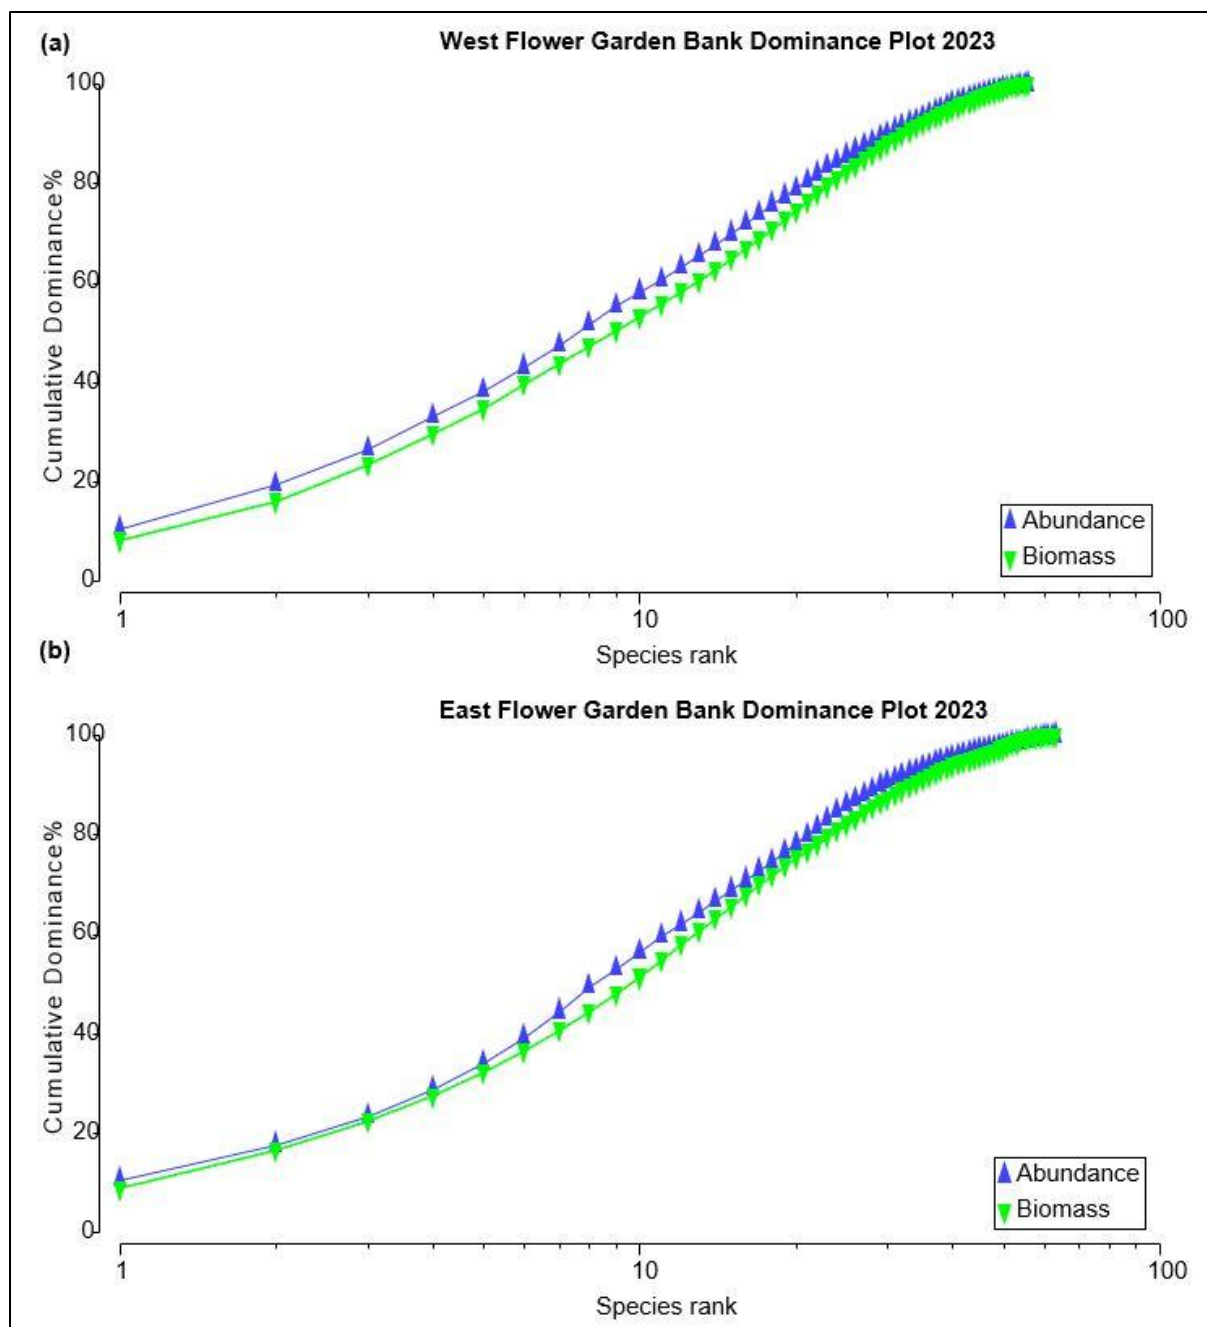 (a)
West Flower Garden Bank Dominance Plot 2023
100
80
60
40
20
0
Cumulative Dominance%
Abundance
Biomass
1
10
100
Species rank
(b)
East Flower Garden Bank Dominance Plot 2023
100
80
60
40
20
0
Cumulative Dominance%
Abundance
Biomass
1
10
100
Species rank